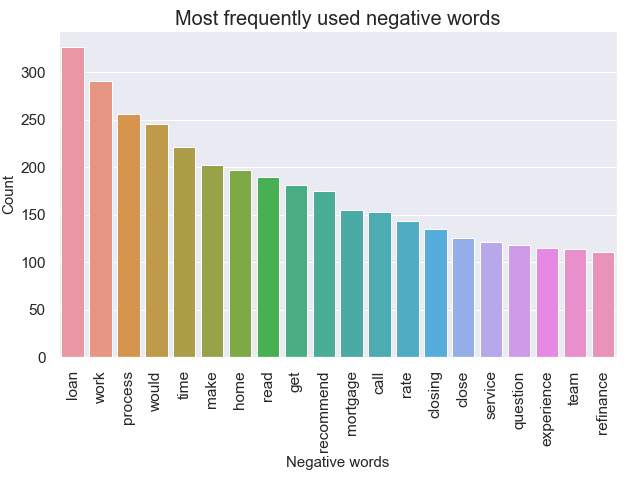 Most frequently used negative words
Count
300
250
200
150
100
50
0
loan
work
process
would
time
make
home
read
get
recommend
mortgage
call
rate
closing
close
service
question
experience
team
refinance
Negative words